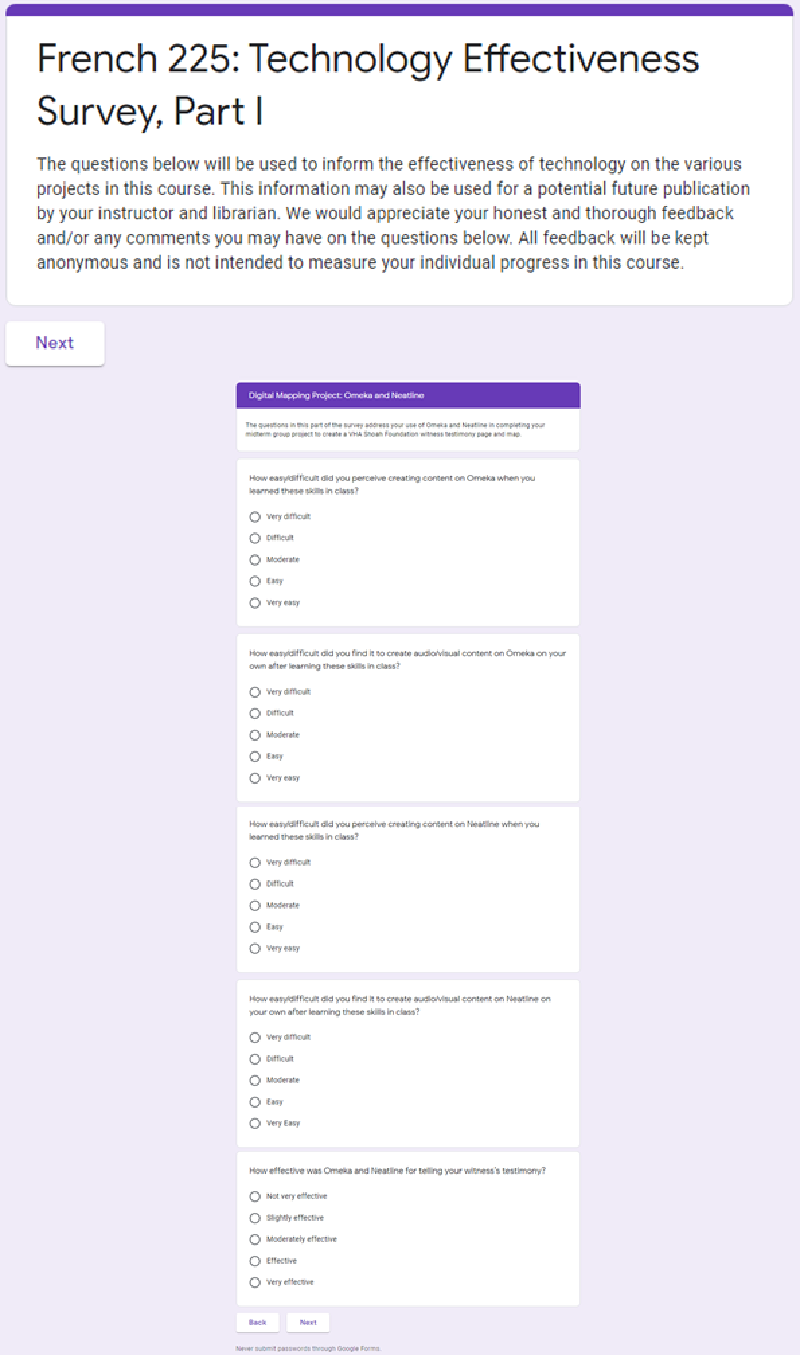 French 225: Technology Effectiveness
Survey, Part I
The questions below will be used to inform the effectiveness of technology on the various
projects in this course. This information may also be used for a potential future publication
by your instructor and librarian. We would appreciate your honest and thorough feedback
and/or any comments you may have on the questions below. All feedback will be kept
anonymous and is not intended to measure your individual progress in this course.
Next
Digital Mapping Project: Omeka and Neatline
The questions in this part of the survey address your use of Omeka and Neatline in completing your
midterm group project to create a VHA Shoah Foundation witness testimony page and map.
How easy/difficult did you perceive creating content on Omeka when you
learned these skills in class?
Very difficult
Difficult
Moderate
Easy
Very easy
How easy/difficult did you find it to create audio/visual content on Omeka on your
own after learning these skills in class?
Very difficult
Difficult
Moderate
Easy
Very easy
How easy/difficult did you perceive creating content on Neatline when you
learned these skills in class?
Very difficult
Difficult
Moderate
Easy
Very easy
How easy/difficult did you find it to create audio/visual content on Neatline on
your own after learning these skills in class?
Very difficult
Difficult
Moderate
Easy
Very Easy
How effective was Omeka and Neatline for telling your witness's testimony?
Not very effective
Slightly effective
Moderately effective
Effective
Very effective
Back Next
Never submit passwords through Google Forms.